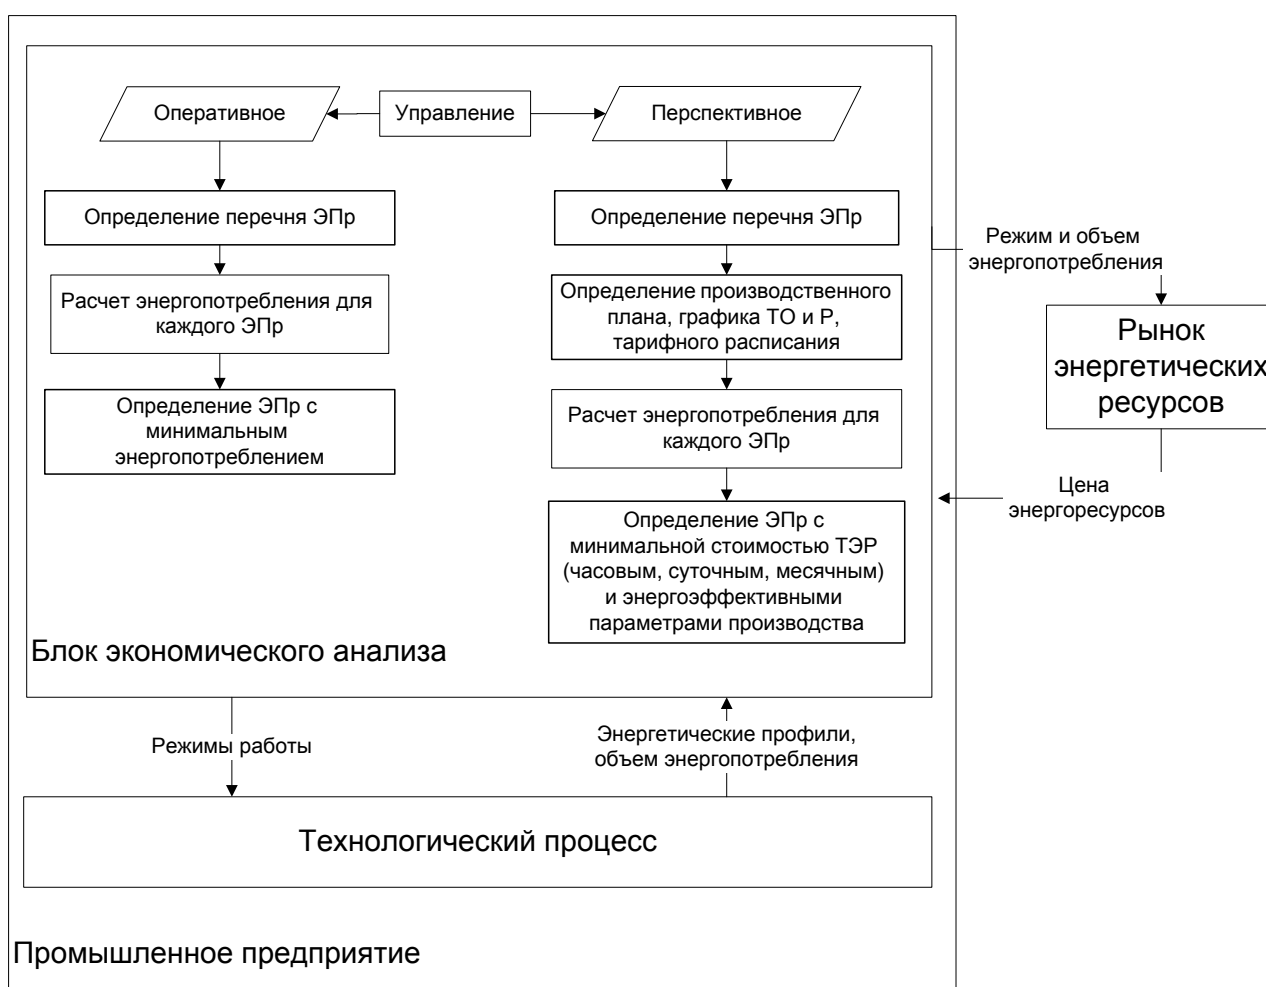 Оперативное
Управление
Перспективное
Определение перечня ЭПр
Расчет энергопотребления для
каждого ЭПр
Определение ЭПр с
минимальным
энергопотреблением
Определение перечня ЭПр
Определение производственного
плана, графика ТО и Р,
тарифного расписания
Расчет энергопотребления для
каждого ЭПр
Определение ЭПр с
минимальной стоимостью ТЭР
(часовым, суточным, месячным)
и энергоэффективными
параметрами производства
Блок экономического анализа
Режим и объем
энергопотребления
Рынок
энергетических
ресурсов
Цена
энергоресурсов
Режимы работы
Энергетические профили,
объем энергопотребления
Технологический процесс
Промышленное предприятие